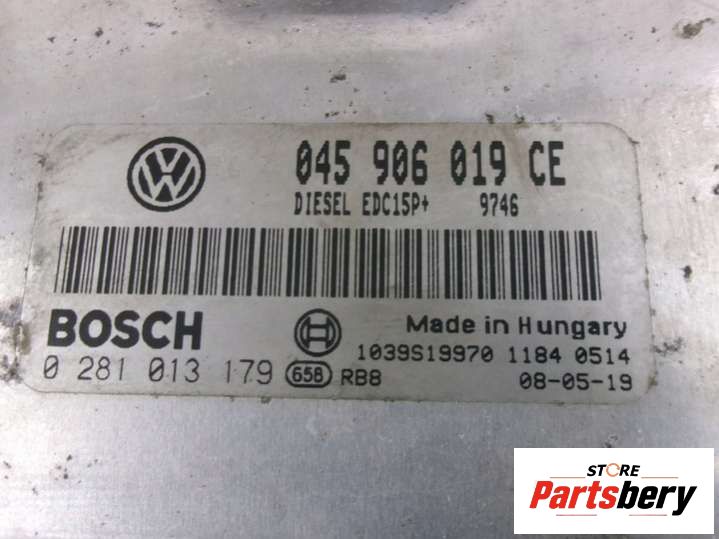 045 906 019 CE
DIESEL EDC15P+ 9746
BOSCH
Made in Hungary
1039S19970 1184 0514
0 281 013 179 658 RB8 08-05-19
STORE
Partsbery